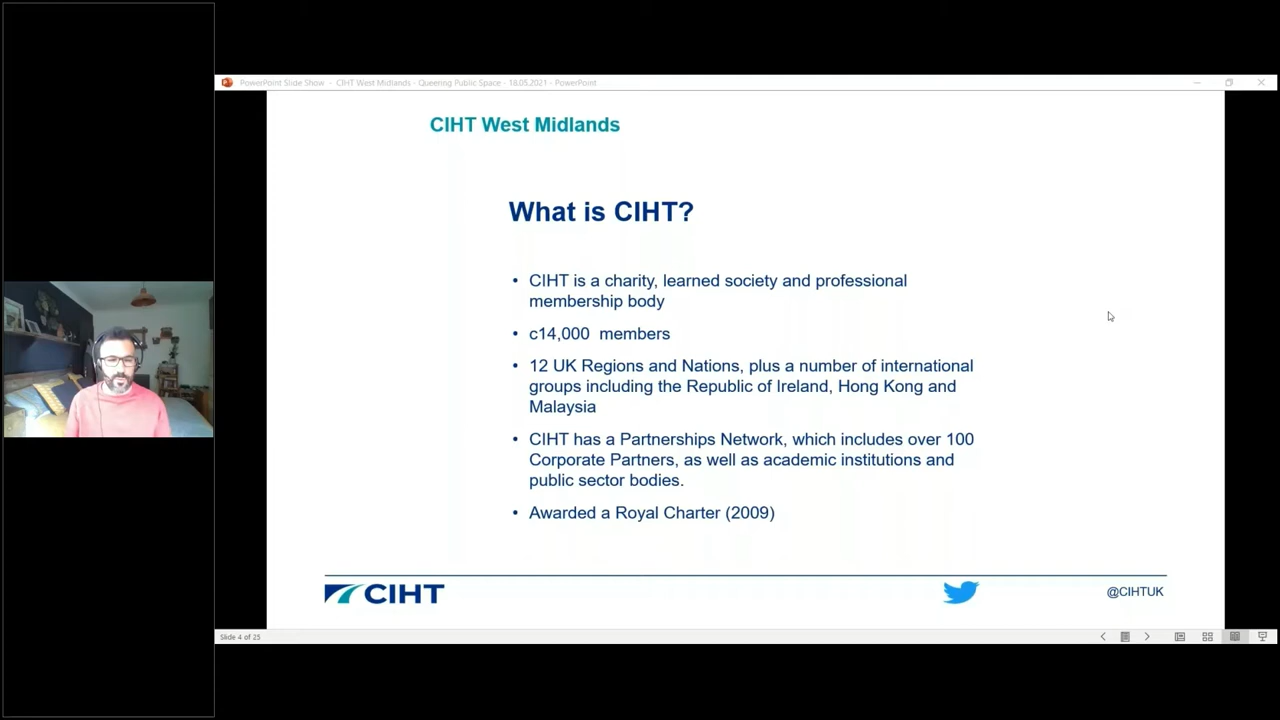 PowerPoint Slide Show - CIHT West Midlands - Queering Public Space - 18.05.2021 - PowerPoint
CIHT West Midlands
What is CIHT?
• CIHT is a charity, learned society and professional
membership body
• c14,000 members
• 12 UK Regions and Nations, plus a number of international
groups including the Republic of Ireland, Hong Kong and
Malaysia
• CIHT has a Partnerships Network, which includes over 100
Corporate Partners, as well as academic institutions and
public sector bodies.
• Awarded a Royal Charter (2009)
CIHT
@CIHTUK
Slide 4 of 25